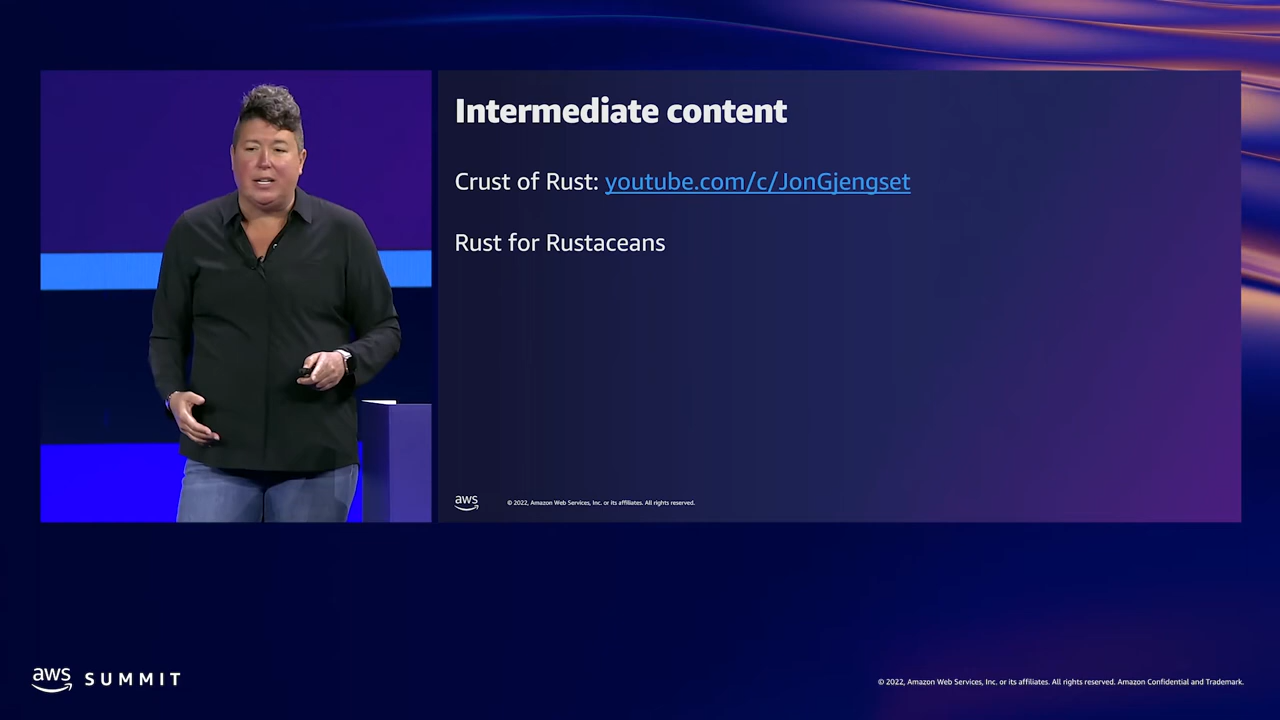 Intermediate content
Crust of Rust: youtube.com/c/JonGjengset
Rust for Rustaceans
aws
© 2022, Amazon Web Services, Inc. or its affiliates. All rights reserved.
aws SUMMIT
© 2022, Amazon Web Services, Inc. or its affiliates. All rights reserved. Amazon Confidential and Trademark.